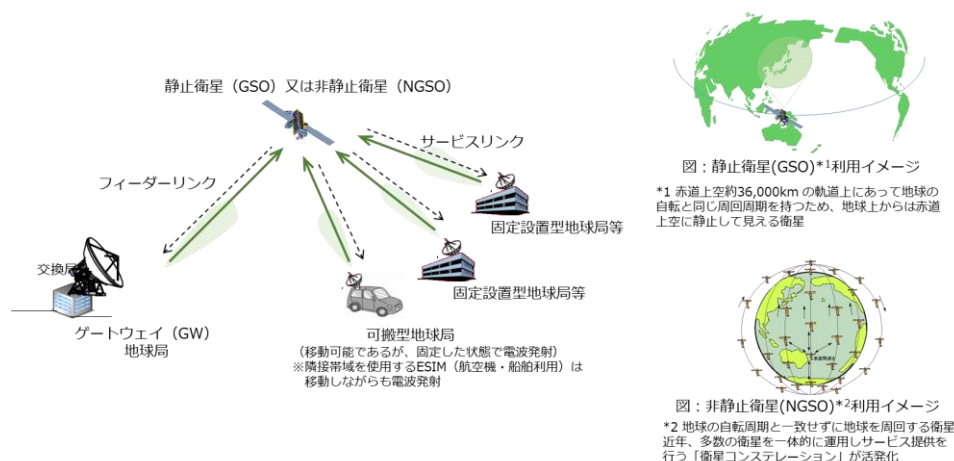 静止衛星（GSO）又は非静止衛星（NGSO）
サービスリンク
フィーダーリンク
固定設置型地球局等
交換局
固定設置型地球局等
ゲートウェイ（GW）
地球局
可搬型地球局
（移動可能であるが、固定した状態で電波発射）
※隣接帯域を使用するESIM（航空機・船舶利用）は
移動しながらも電波発射
図：静止衛星(GSO)*1利用イメージ
*1 赤道上空約36,000km の軌道上にあって地球の
自転と同じ周回周期を持つため、地球上からは赤道
上空に静止して見える衛星
図：非静止衛星(NGSO)*2利用イメージ
*2 地球の自転周期と一致せずに地球を周回する衛星
近年、多数の衛星を一体的に運用しサービス提供を
行う「衛星コンステレーション」が活発化